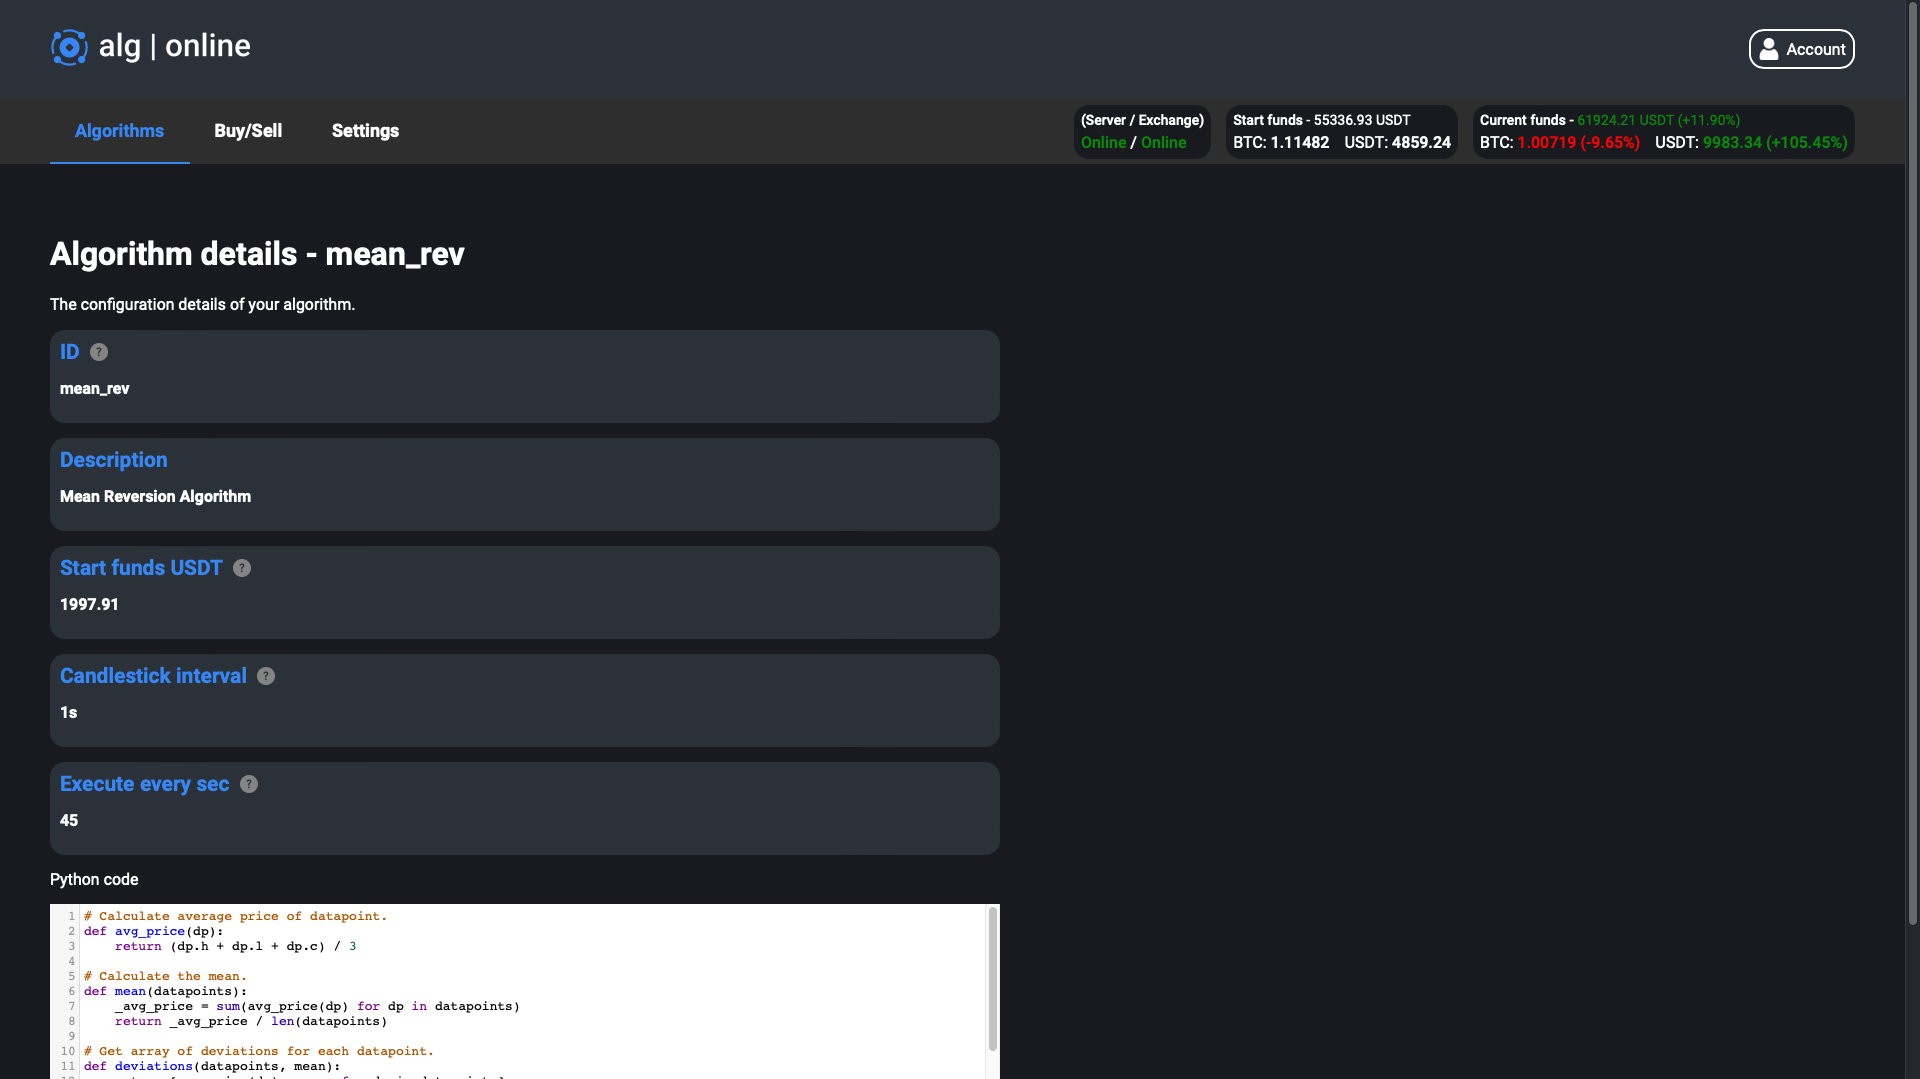 alg | online
Account
Algorithms
Buy/Sell
Settings
(Server / Exchange)
Online / Online
Start funds - 55336.93 USDT
BTC: 1.11482 USDT: 4859.24
Current funds - 61924.21 USDT (+11.90%)
BTC: 1.00719 (-9.65%) USDT: 9983.34 (+105.45%)
Algorithm details - mean_rev
The configuration details of your algorithm.
ID ?
mean_rev
Description
Mean Reversion Algorithm
Start funds USDT ?
1997.91
Candlestick interval ?
1s
Execute every sec ?
45
Python code
1 # Calculate average price of datapoint.
2 def avg_price(dp):
3 return (dp.h + dp.l + dp.c) / 3
4
5 # Calculate the mean.
6 def mean(datapoints):
7 _avg_price = sum(avg_price(dp) for dp in datapoints)
8 return _avg_price / len(datapoints)
9
10 # Get array of deviations for each datapoint.
11 def deviations(datapoints, mean):